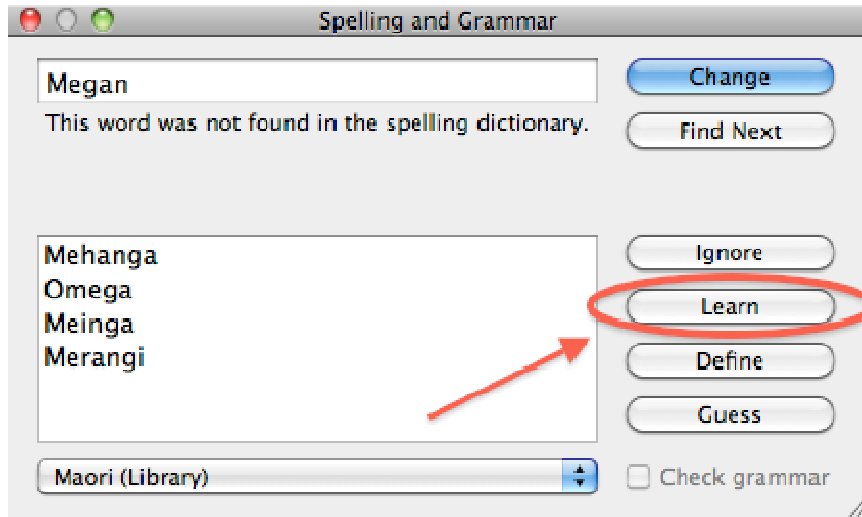 Spelling and Grammar
Megan
Change
This word was not found in the spelling dictionary.
Find Next
Mehanga
Omega
Meinga
Merangi
Ignore
Learn
Define
Guess
Maori (Library)
Check grammar